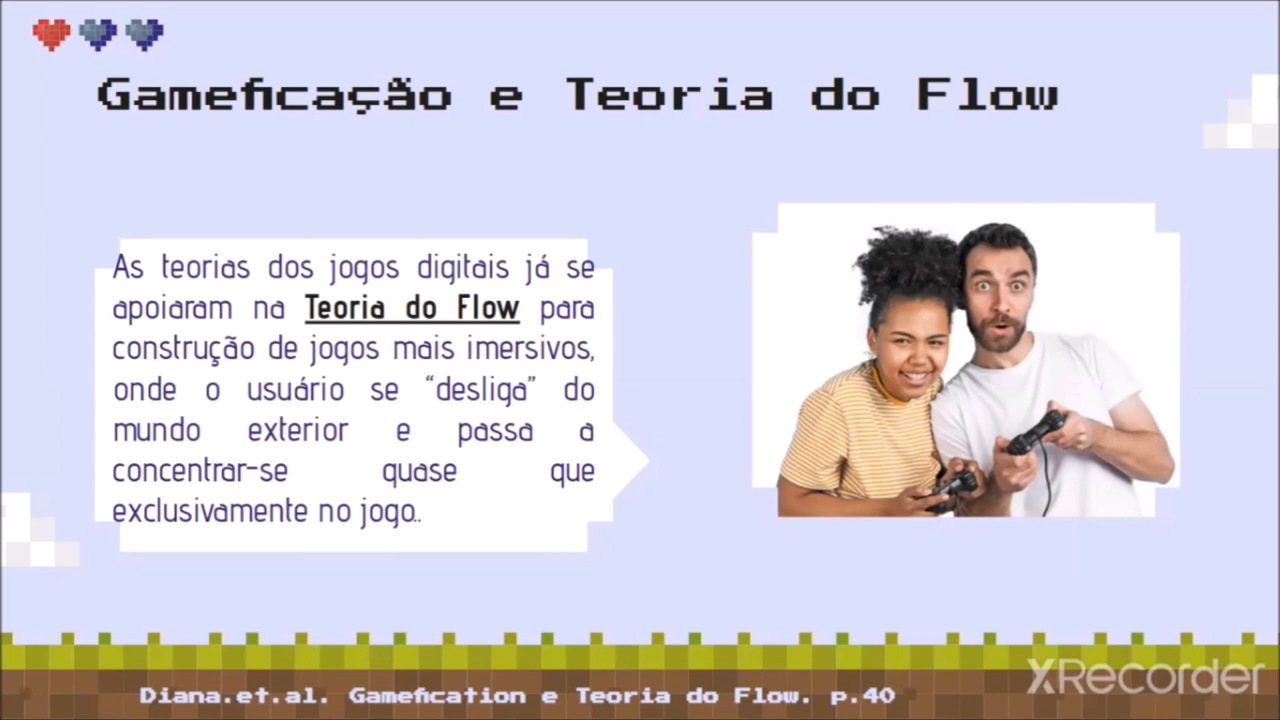 Gameficação e Teoria do Flow
As teorias dos jogos digitais já se
apoiaram na Teoria do Flow para
construção de jogos mais imersivos,
onde o usuário se “desliga” do
mundo exterior e passa a
concentrar-se quase que
exclusivamente no jogo..
Diana.et.al. Gamefication e Teoria do Flow. p.40
XRecorder